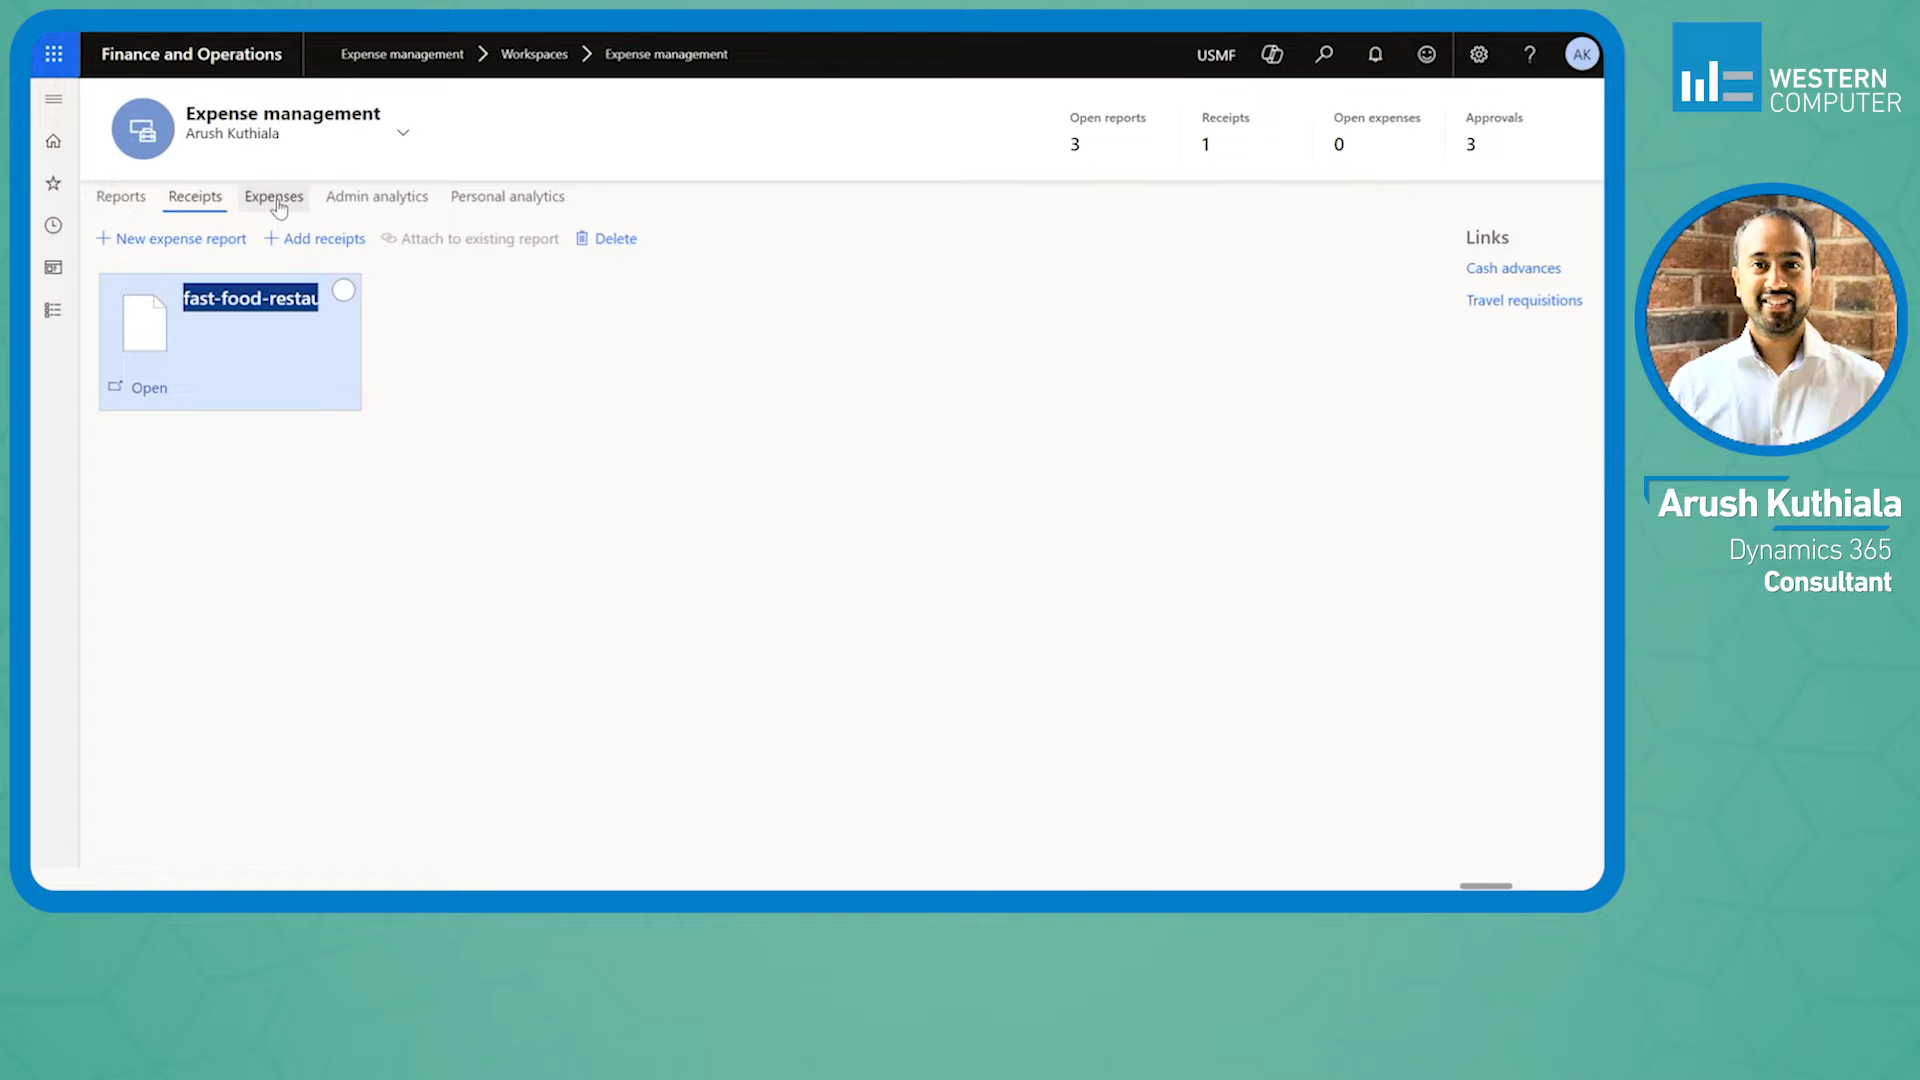 Finance and Operations
Expense management
Workspaces
Expense management
USMF
AK
Expense management
Arush Kuthiala
Open reports
3
Receipts
1
Open expenses
0
Approvals
3
Reports
Receipts
Expenses
Admin analytics
Personal analytics
New expense report
Add receipts
Attach to existing report
Delete
fast-food-restau
Open
Links
Cash advances
Travel requisitions
WESTERN
COMPUTER
Arush Kuthiala
Dynamics 365
Consultant